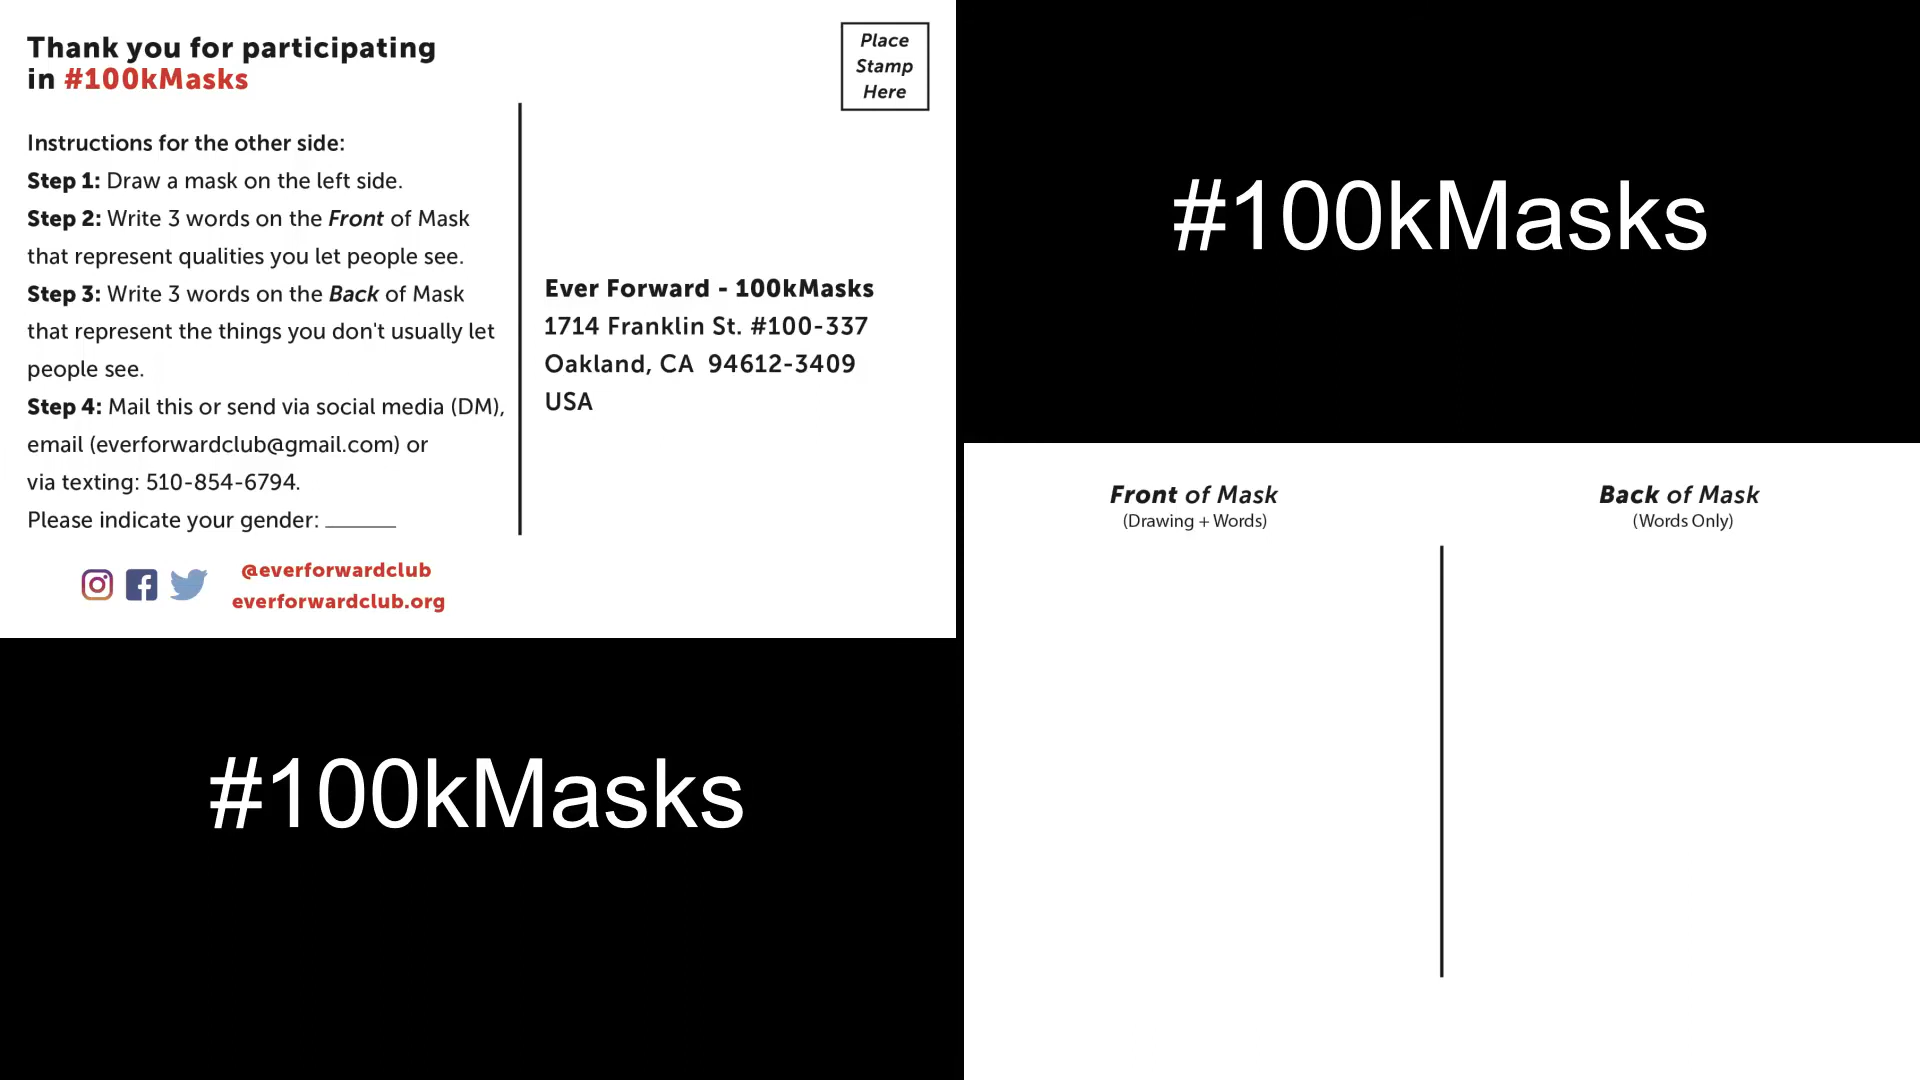 Thank you for participating
in #100kMasks
Instructions for the other side:
Step 1: Draw a mask on the left side.
Step 2: Write 3 words on the Front of Mask
that represent qualities you let people see.
Step 3: Write 3 words on the Back of Mask
that represent the things you don't usually let
people see.
Step 4: Mail this or send via social media (DM),
email (everforwardclub@gmail.com) or
via texting: 510-854-6794.
Please indicate your gender: ______
@everforwardclub
everforwardclub.org
Place
Stamp
Here
Ever Forward - 100kMasks
1714 Franklin St. #100-337
Oakland, CA 94612-3409
USA
#100kMasks
#100kMasks
Front of Mask
(Drawing + Words)
Back of Mask
(Words Only)